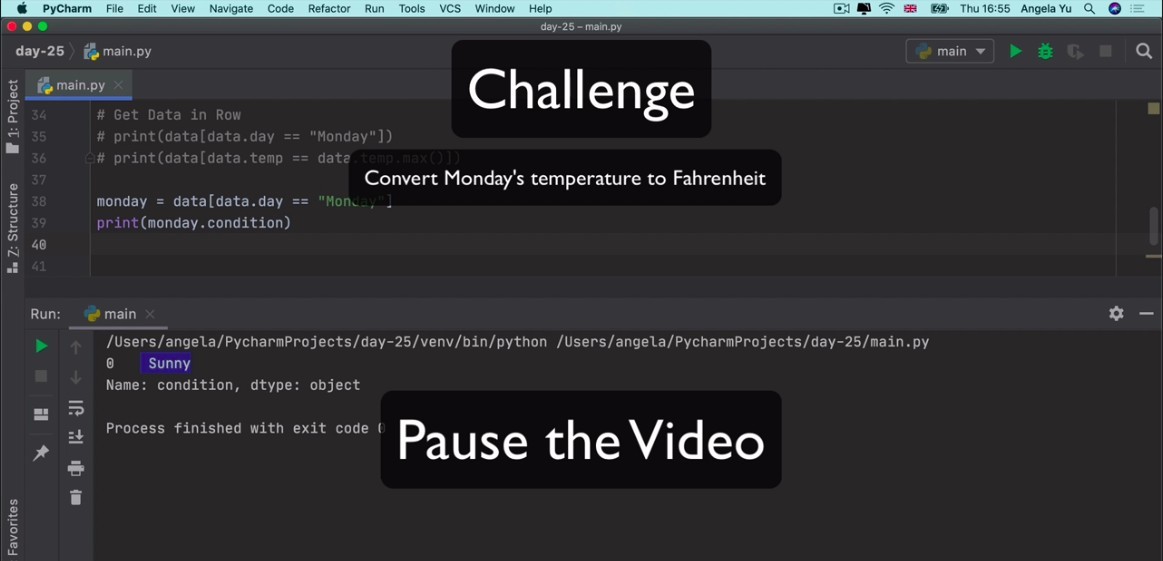 PyCharm File Edit View Navigate Code Refactor Run Tools VCS Window Help Thu 16:55 Angela Yu
day-25 – main.py
day-25 main.py main
Challenge
main.py
1: Project
34 # Get Data in Row
35 # print(data[data.day == "Monday"])
36 # print(data[data.temp == data.temp.max()])
Convert Monday's temperature to Fahrenheit
37
38 monday = data[data.day == "Monday"]
39 print(monday.condition)
40
41
Z: Structure
Run: main
/Users/angela/PycharmProjects/day-25/venv/bin/python /Users/angela/PycharmProjects/day-25/main.py
0 Sunny
Name: condition, dtype: object
Process finished with exit code 0
Pause the Video
Favorites